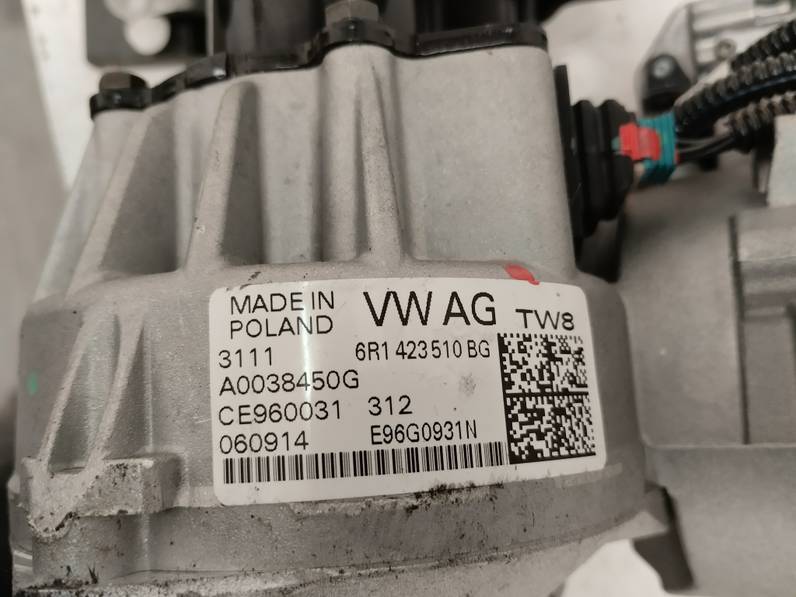 MADE IN VW AG TW8
POLAND
3111 6R1 423 510 BG
A0038450G
CE960031 312
060914 E96G0931N